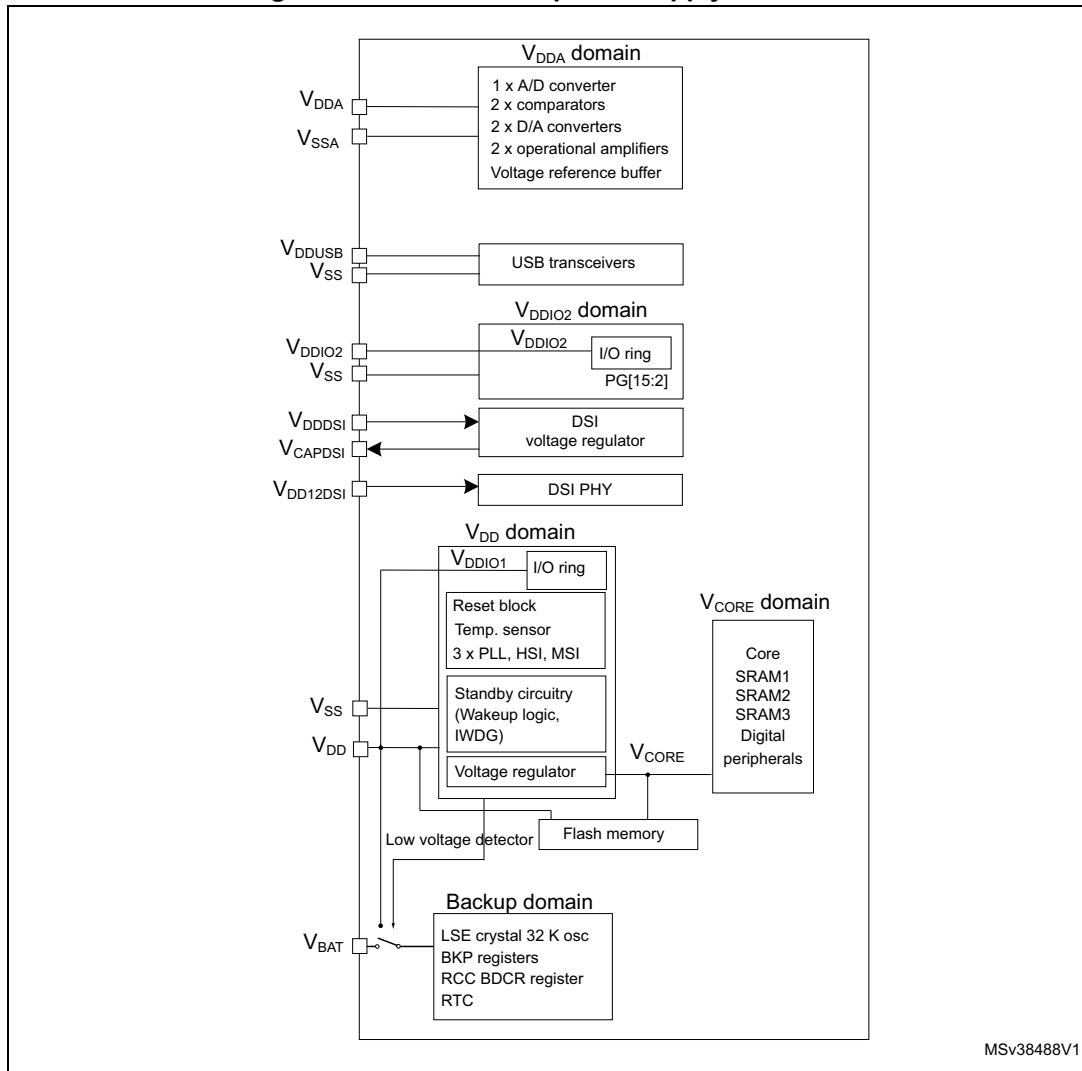 VDDA domain
1 x A/D converter
2 x comparators
2 x D/A converters
2 x operational amplifiers
Voltage reference buffer
VDDA
VSSA
VDDUSB
VSS
USB transceivers
VDDIO2 domain
VDDIO2
VSS
VDDIO2
I/O ring
PG[15:2]
VDDDSI
VCAPDSI
DSI
voltage regulator
VDD12DSI
DSI PHY
VDD domain
VDDIO1
I/O ring
Reset block
Temp. sensor
3 x PLL, HSI, MSI
VSS
VDD
Standby circuitry
(Wakeup logic,
IWDG)
Voltage regulator
VCORE
VCORE domain
Core
SRAM1
SRAM2
SRAM3
Digital
peripherals
Flash memory
Low voltage detector
Backup domain
VBAT
LSE crystal 32 K osc
BKP registers
RCC BDCR register
RTC
MSv38488V1